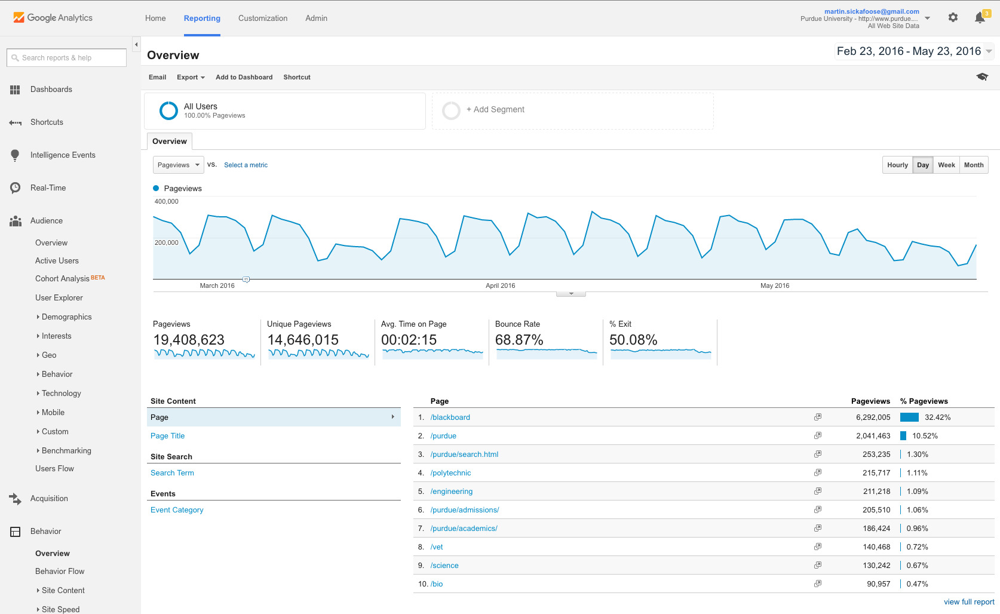 Google Analytics
Home Reporting Customization Admin
martin.sickafoose@gmail.com
Purdue University - http://www.purdue....
All Web Site Data
3
Search reports & help
Dashboards
Shortcuts
Intelligence Events
Real-Time
Audience
Overview
Active Users
Cohort Analysis BETA
User Explorer
Demographics
Interests
Geo
Behavior
Technology
Mobile
Custom
Benchmarking
Users Flow
Acquisition
Behavior
Overview
Behavior Flow
Site Content
Site Speed
Overview
Feb 23, 2016 - May 23, 2016
Email Export Add to Dashboard Shortcut
All Users
100.00% Pageviews
+ Add Segment
Overview
Pageviews vs. Select a metric
Hourly Day Week Month
Pageviews
400,000
200,000
March 2016 April 2016 May 2016
Pageviews
19,408,623
Unique Pageviews
14,646,015
Avg. Time on Page
00:02:15
Bounce Rate
68.87%
% Exit
50.08%
Site Content
Page
Page Title
Site Search
Search Term
Events
Event Category
Page Pageviews % Pageviews
1. /blackboard 6,292,005 32.42%
2. /purdue 2,041,463 10.52%
3. /purdue/search.html 253,235 1.30%
4. /polytechnic 215,717 1.11%
5. /engineering 211,218 1.09%
6. /purdue/admissions/ 205,510 1.06%
7. /purdue/academics/ 186,424 0.96%
8. /vet 140,468 0.72%
9. /science 130,242 0.67%
10. /bio 90,957 0.47%
view full report